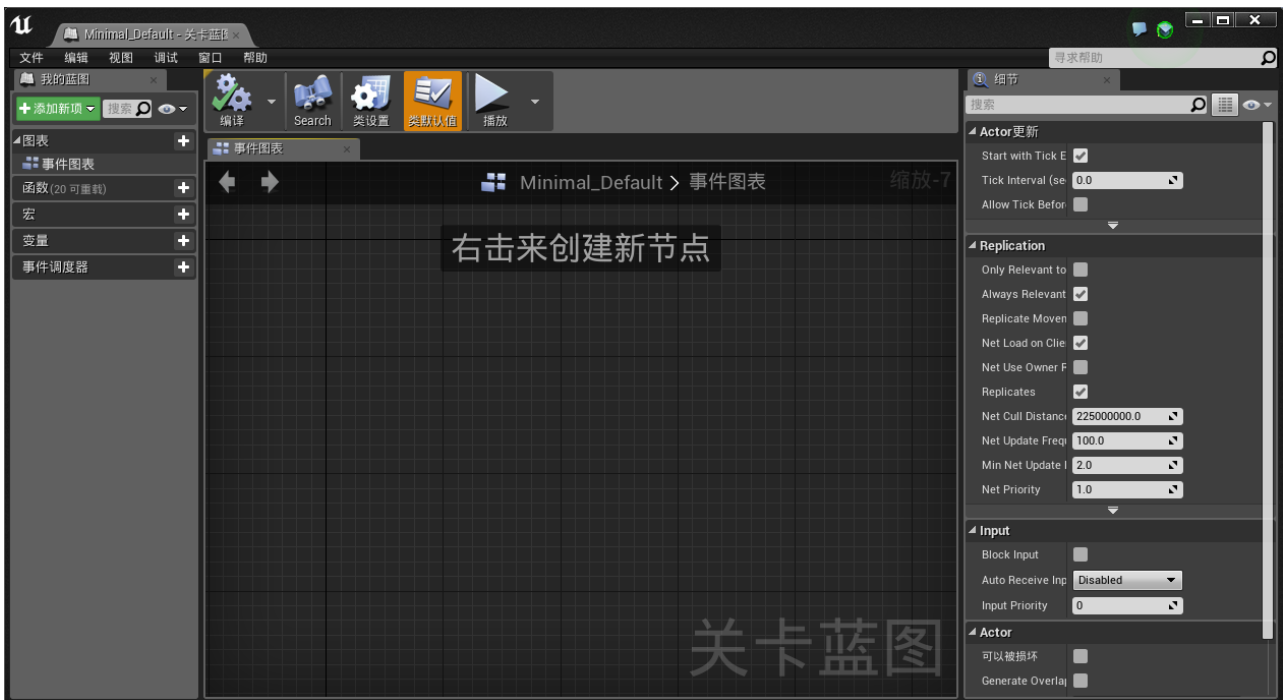 Minimal_Default - 关卡蓝图
文件 编辑 视图 调试 窗口 帮助
寻求帮助
我的蓝图
添加新项
搜索
图表
事件图表
函数(20 可重载)
宏
变量
事件调度器
编译
Search
类设置
类默认值
播放
事件图表
Minimal_Default > 事件图表
缩放-7
右击来创建新节点
关卡蓝图
细节
搜索
Actor更新
Start with Tick E
Tick Interval (se 0.0
Allow Tick Befor
Replication
Only Relevant to
Always Relevant
Replicate Movem
Net Load on Clie
Net Use Owner R
Replicates
Net Cull Distanc 225000000.0
Net Update Freq 100.0
Min Net Update 2.0
Net Priority 1.0
Input
Block Input
Auto Receive Inp Disabled
Input Priority 0
Actor
可以被损坏
Generate Overlap